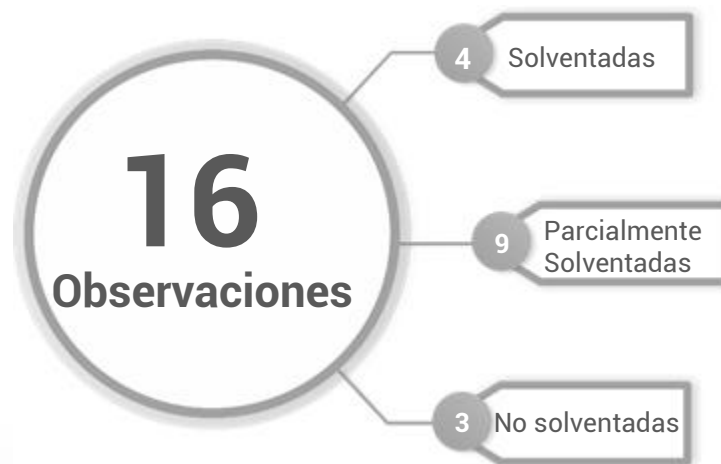 16
Observaciones
4
Solventadas
9
Parcialmente
Solventadas
3
No solventadas